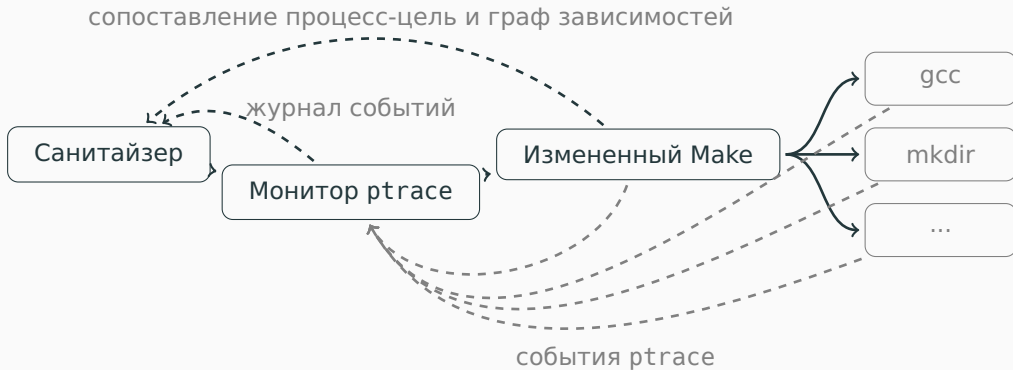 сопоставление процесс-цель и граф зависимостей
gcc
журнал событий
Санитайзер
Измененный Make
mkdir
Монитор ptrace
...
события ptrace